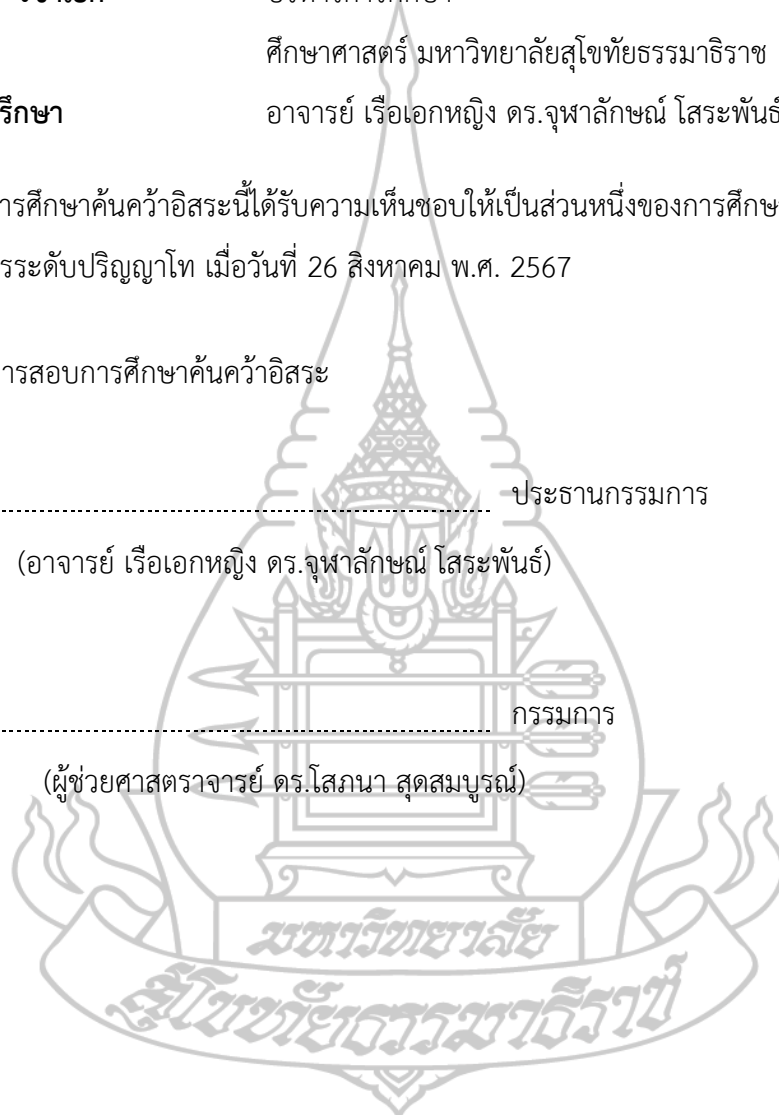 ศึกษาศาสตร์ มหาวิทยาลัยสุโขทัยธรรมาธิราช
รึกษา อาจารย์ เรือเอกหญิง ดร.จุฬาลักษณ์ โสระพันธ์
ารศึกษาค้นคว้าอิสระนี้ได้รับความเห็นชอบให้เป็นส่วนหนึ่งของการศึกษ
รระดับปริญญาโท เมื่อวันที่ 26 สิงหาคม พ.ศ. 2567
ารสอบการศึกษาค้นคว้าอิสระ
ประธานกรรมการ
(อาจารย์ เรือเอกหญิง ดร.จุฬาลักษณ์ โสระพันธ์)
กรรมการ
(ผู้ช่วยศาสตราจารย์ ดร.โสภนา สุดสมบูรณ์)
มหาวิทยาลัย
สุโขทัยธรรมาธิราช